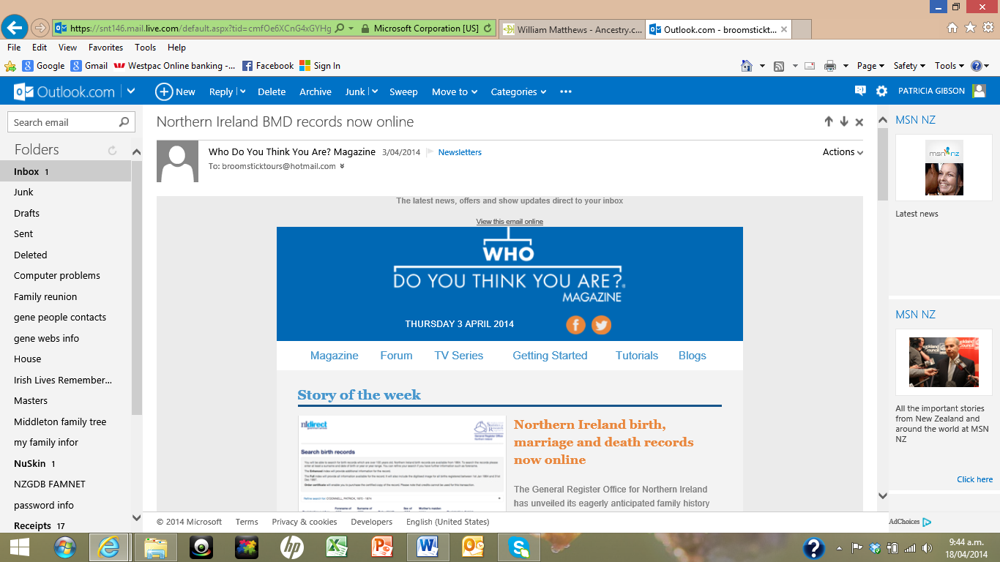 https://snt146.mail.live.com/default.aspx?tid=cmfOe6XCnG4xGYHg
Microsoft Corporation [US]
William Matthews - Ancestry.c...
Outlook.com - broomstickt...
File Edit View Favorites Tools Help
Google Gmail Westpac Online banking -... Facebook Sign In
Page Safety Tools
Outlook.com
New Reply Delete Archive Junk Sweep Move to Categories
PATRICIA GIBSON
Search email
Folders
Inbox 1
Junk
Drafts
Sent
Deleted
Computer problems
Family reunion
gene people contacts
gene webs info
House
Irish Lives Remember...
Masters
Middleton family tree
my family infor
NuSkin 1
NZGDB FAMNET
password info
Receipts 17
Northern Ireland BMD records now online
Who Do You Think You Are? Magazine 3/04/2014 Newsletters
Actions
To: broomsticktours@hotmail.com
The latest news, offers and show updates direct to your inbox
View this email online
WHO
DO YOU THINK YOU ARE?
MAGAZINE
THURSDAY 3 APRIL 2014
Magazine Forum TV Series Getting Started Tutorials Blogs
Story of the week
nidirect
Search birth records
Northern Ireland birth,
marriage and death records
now online
The General Register Office for Northern Ireland
has unveiled its eagerly anticipated family history
MSN NZ
msn nz
Latest news
MSN NZ
All the important stories
from New Zealand and
around the world at MSN
NZ
Click here
AdChoices
© 2014 Microsoft Terms Privacy & cookies Developers English (United States)
hp
9:44 a.m.
18/04/2014